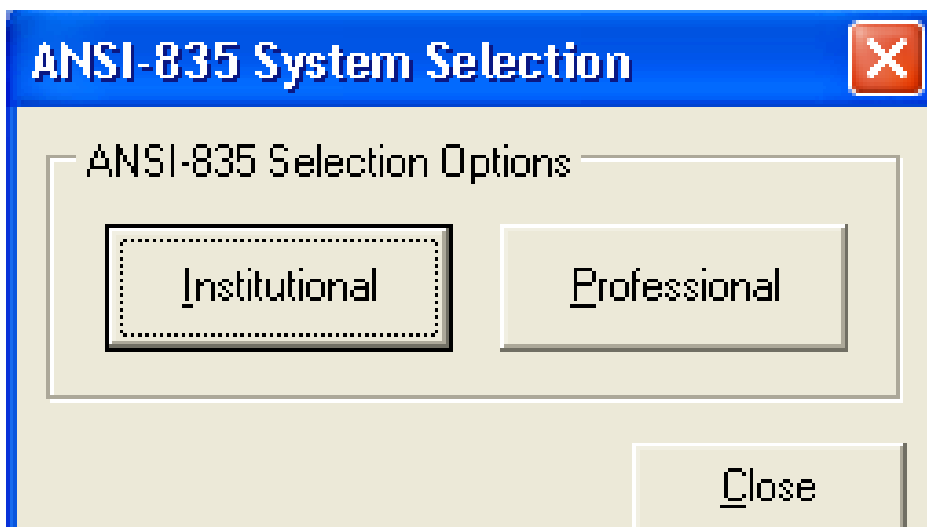 ANSI-835 System Selection
ANSI-835 Selection Options
Institutional
Professional
Close